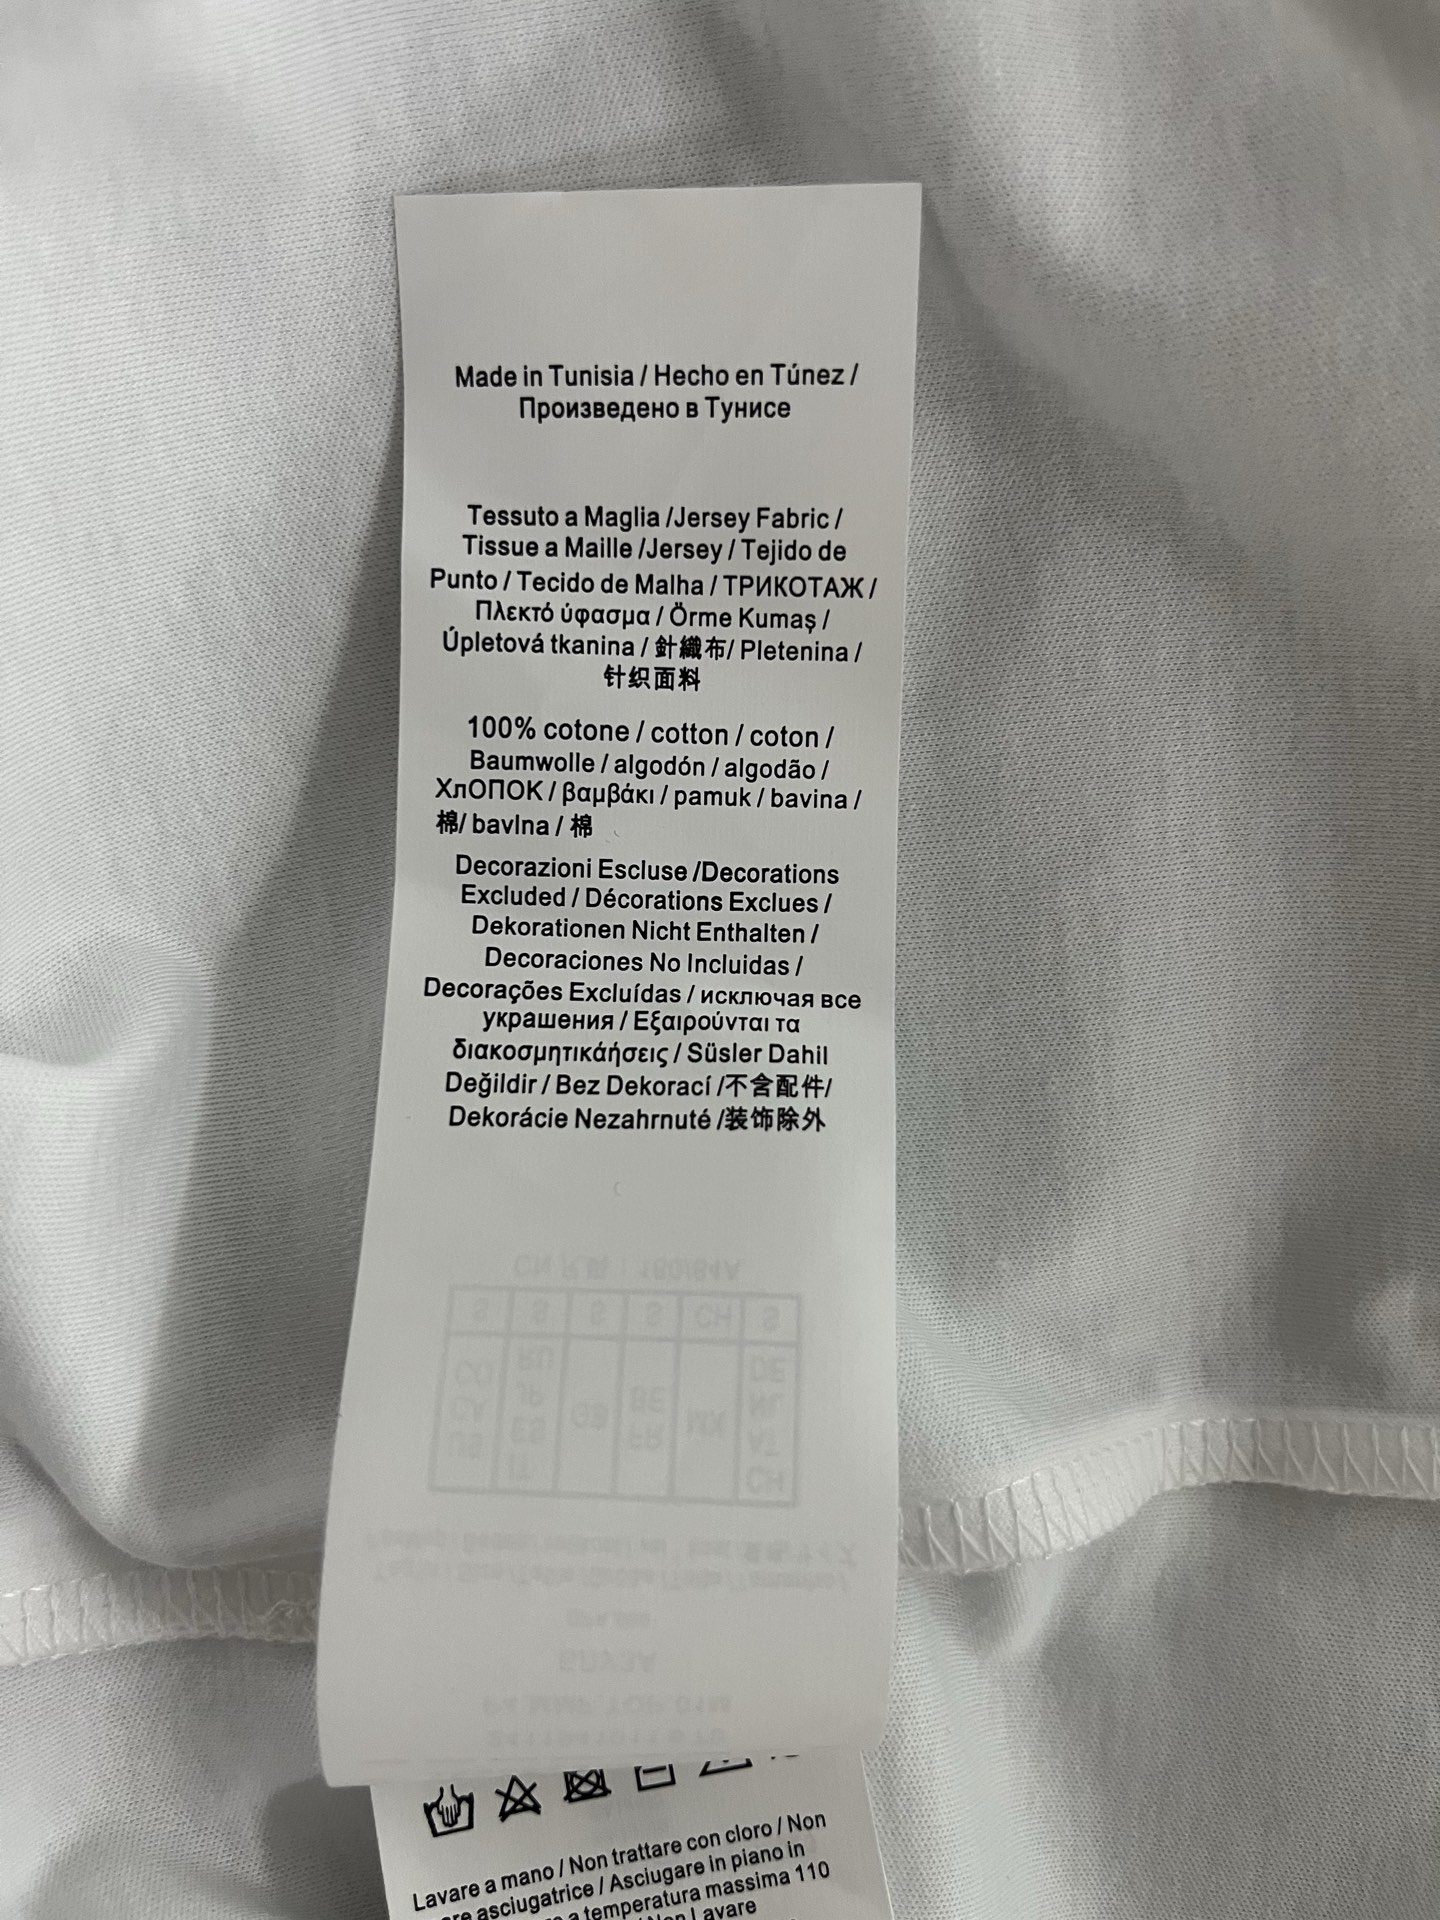 Made in Tunisia / Hecho en Túnez /
Произведено в Тунисе
Tessuto a Maglia /Jersey Fabric /
Tissue a Maille /Jersey / Tejido de
Punto / Tecido de Malha / ТРИКОТАЖ /
Πλεκτό ύφασμα / Örme Kumaş /
Úpletová tkanina / 針織布/ Pletenina /
针织面料
100% cotone / cotton / coton /
Baumwolle / algodón / algodão /
ХлОПОК / βαμβάκι / pamuk / bavina /
棉/ bavlna / 棉
Decorazioni Escluse /Decorations
Excluded / Décorations Exclues /
Dekorationen Nicht Enthalten /
Decoraciones No Incluidas /
Decorações Excluídas / исключая все
украшения / Εξαιρούνται τα
διακοσμητικάήσεις / Süsler Dahil
Değildir / Bez Dekorací /不含配件/
Dekorácie Nezahrnuté /装饰除外
Lavare a mano / Non trattare con cloro / Non
asciugatrice / Asciugare in piano in
a temperatura massima 110
Lavare